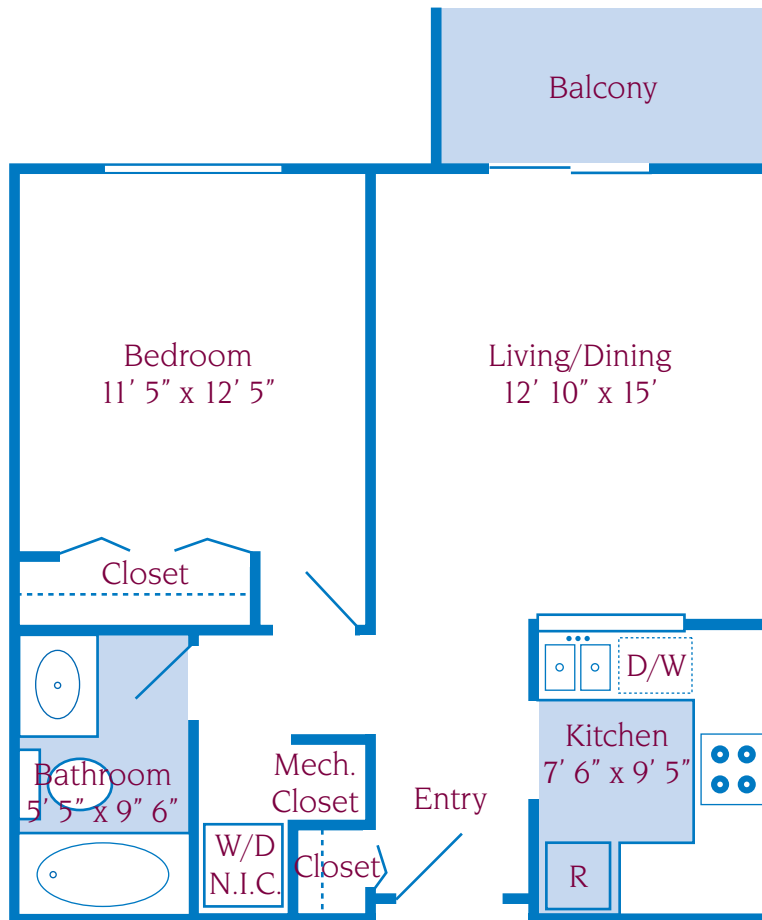 Balcony
Bedroom
11' 5" x 12' 5"
Living/Dining
12' 10" x 15'
Closet
D/W
Kitchen
7' 6" x 9' 5"
Bathroom
5' 5" x 9" 6"
Mech.
Closet
Entry
W/D
N.I.C.
Closet
R